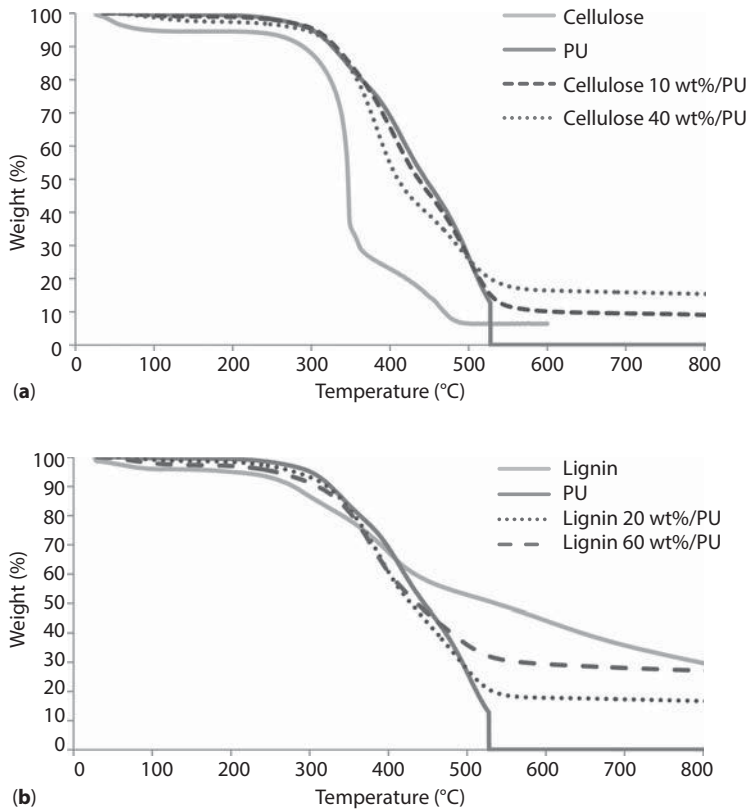 100
90
80
70
60
50
40
30
20
10
0
Weight (%)
0 100 200 300 400 500 600 700 800
Temperature (°C)
Cellulose
PU
Cellulose 10 wt%/PU
Cellulose 40 wt%/PU
(a)
100
90
80
70
60
50
40
30
20
10
0
Weight (%)
0 100 200 300 400 500 600 700 800
Temperature (°C)
Lignin
PU
Lignin 20 wt%/PU
Lignin 60 wt%/PU
(b)